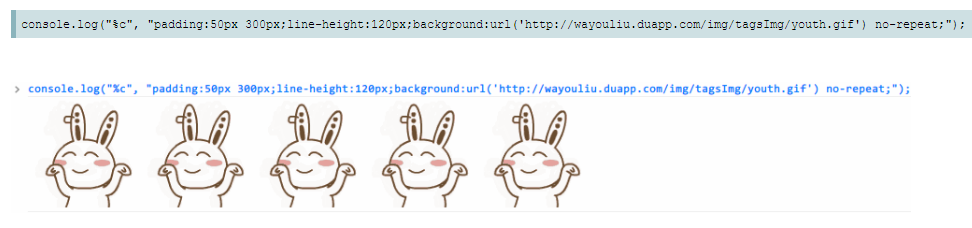 console.log("%c", "padding:50px 300px;line-height:120px;background:url('http://wayouliu.duapp.com/img/tagsImg/youth.gif') no-repeat;");
> console.log("%c", "padding:50px 300px;line-height:120px;background:url('http://wayouliu.duapp.com/img/tagsImg/youth.gif') no-repeat;");